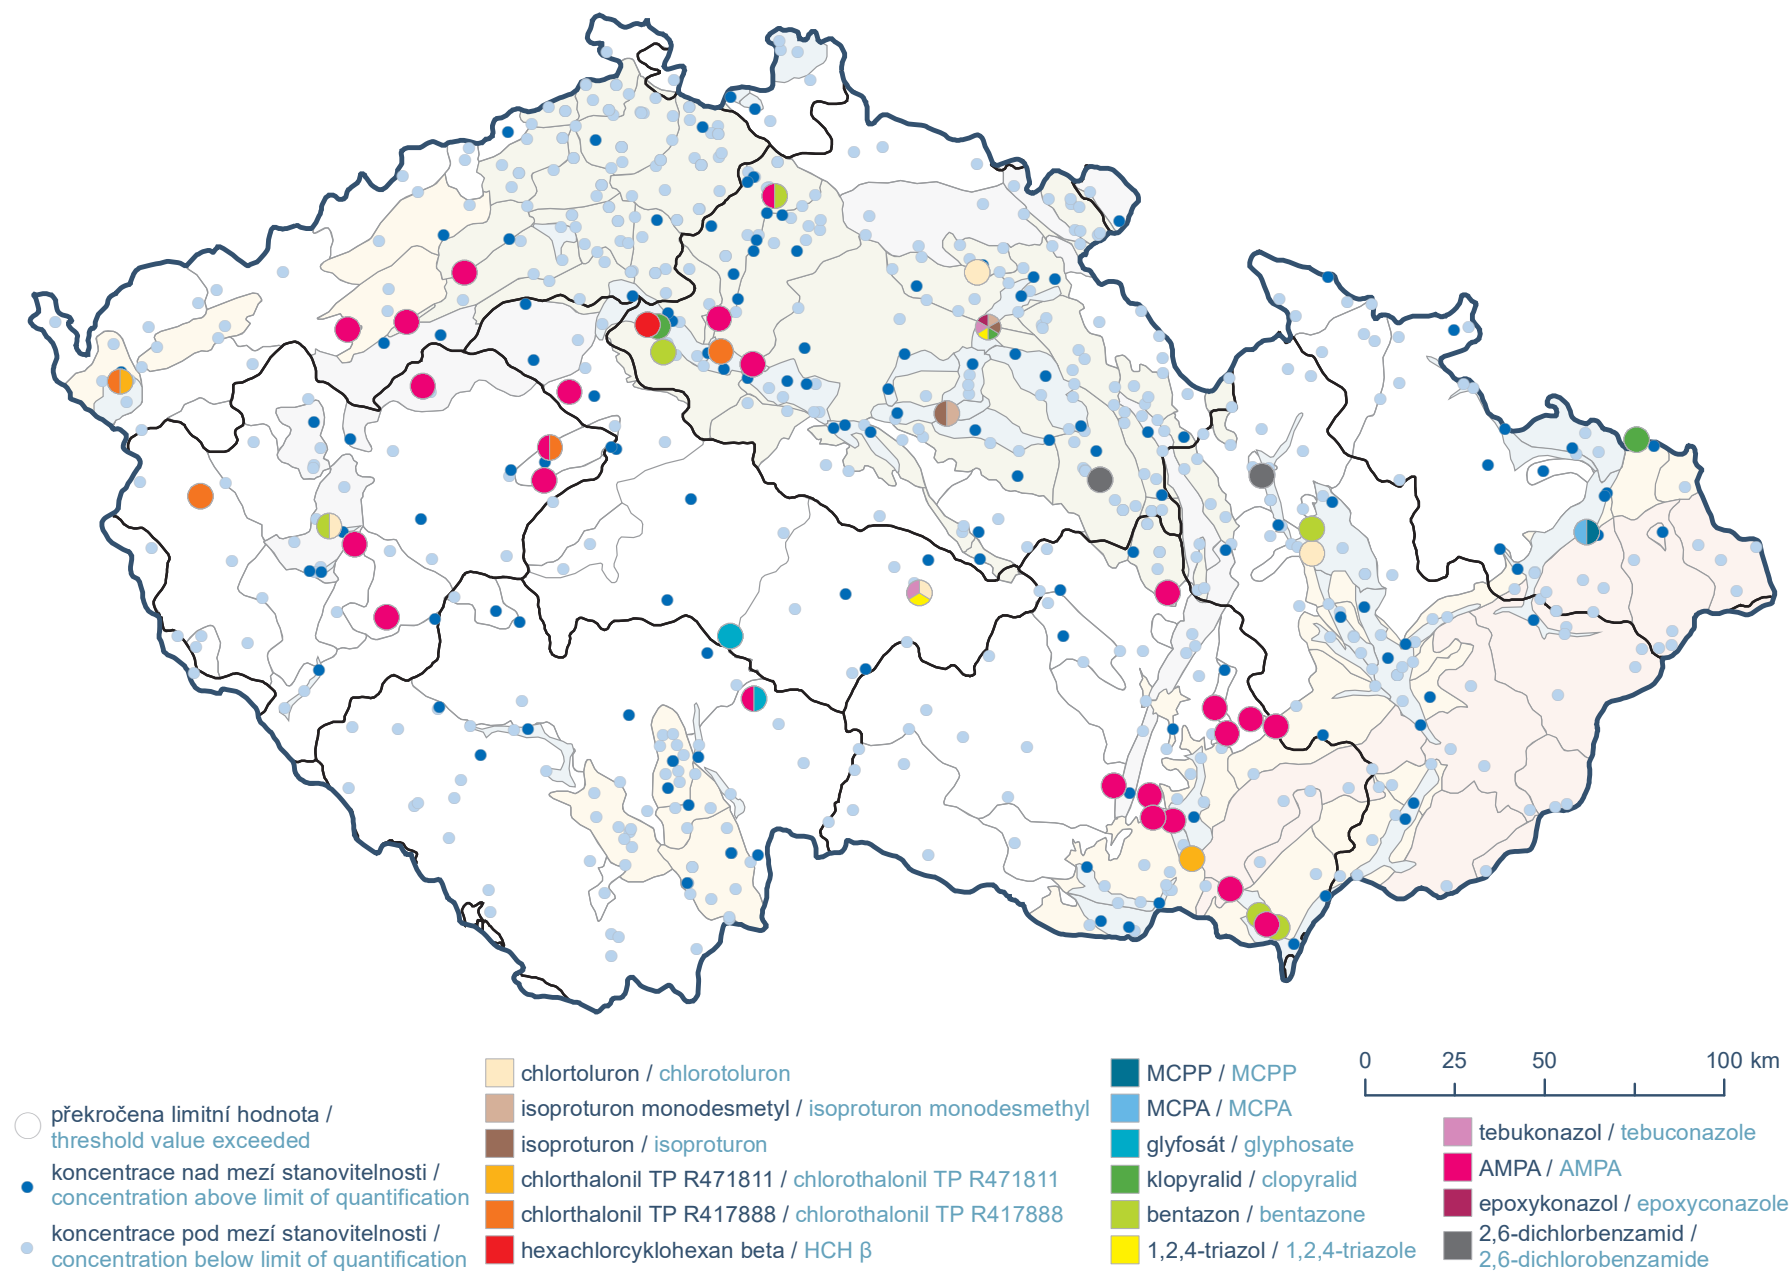 překročena limitní hodnota /
threshold value exceeded
koncentrace nad mezí stanovitelnosti /
concentration above limit of quantification
koncentrace pod mezí stanovitelnosti /
concentration below limit of quantification
chlortoluron / chlorotoluron
isoproturon monodesmetyl / isoproturon monodesmethyl
isoproturon / isoproturon
chlorthalonil TP R471811 / chlorothalonil TP R471811
chlorthalonil TP R417888 / chlorothalonil TP R417888
hexachlorcyklohexan beta / HCH β
MCPP / MCPP
MCPA / MCPA
glyfosát / glyphosate
klopyralid / clopyralid
bentazon / bentazone
1,2,4-triazol / 1,2,4-triazole
0 25 50 100 km
tebukonazol / tebuconazole
AMPA / AMPA
epoxykonazol / epoxyconazole
2,6-dichlorbenzamid /
2,6-dichlorobenzamide